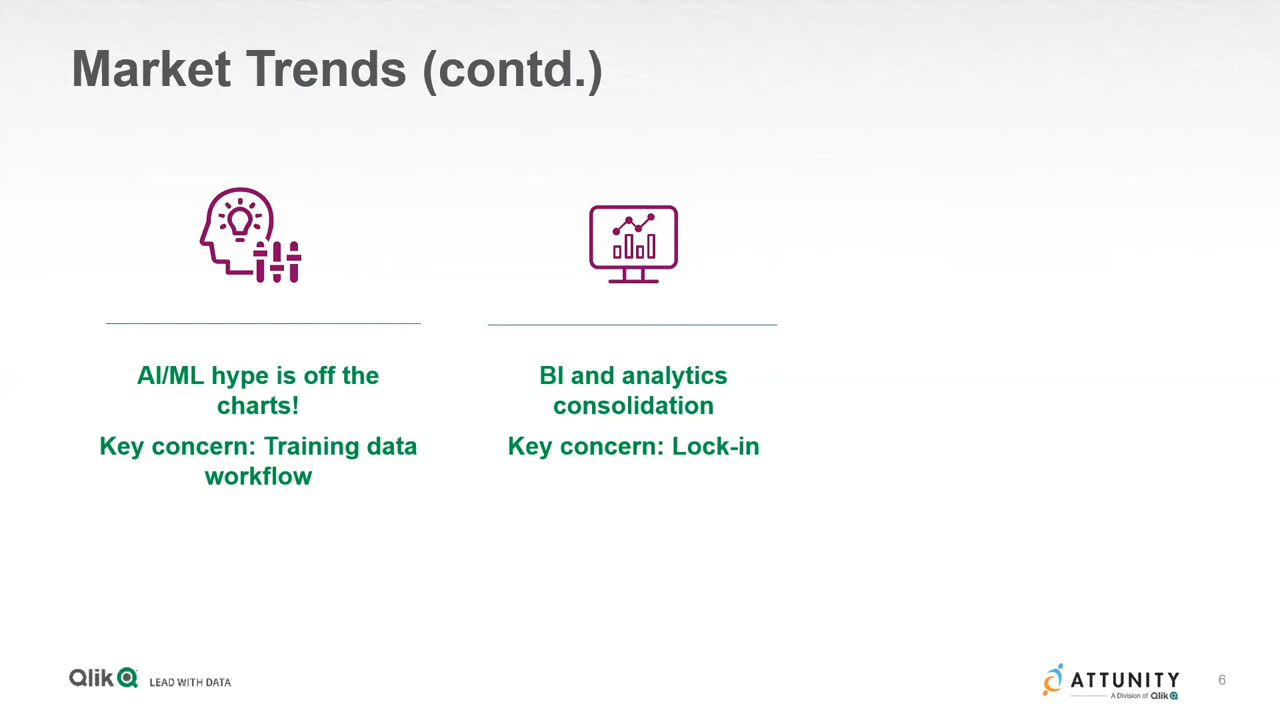 Market Trends (contd.)
AI/ML hype is off the
charts!
Key concern: Training data
workflow
BI and analytics
consolidation
Key concern: Lock-in
Qlik LEAD WITH DATA
ATTUNITY
A Division of Qlik
6